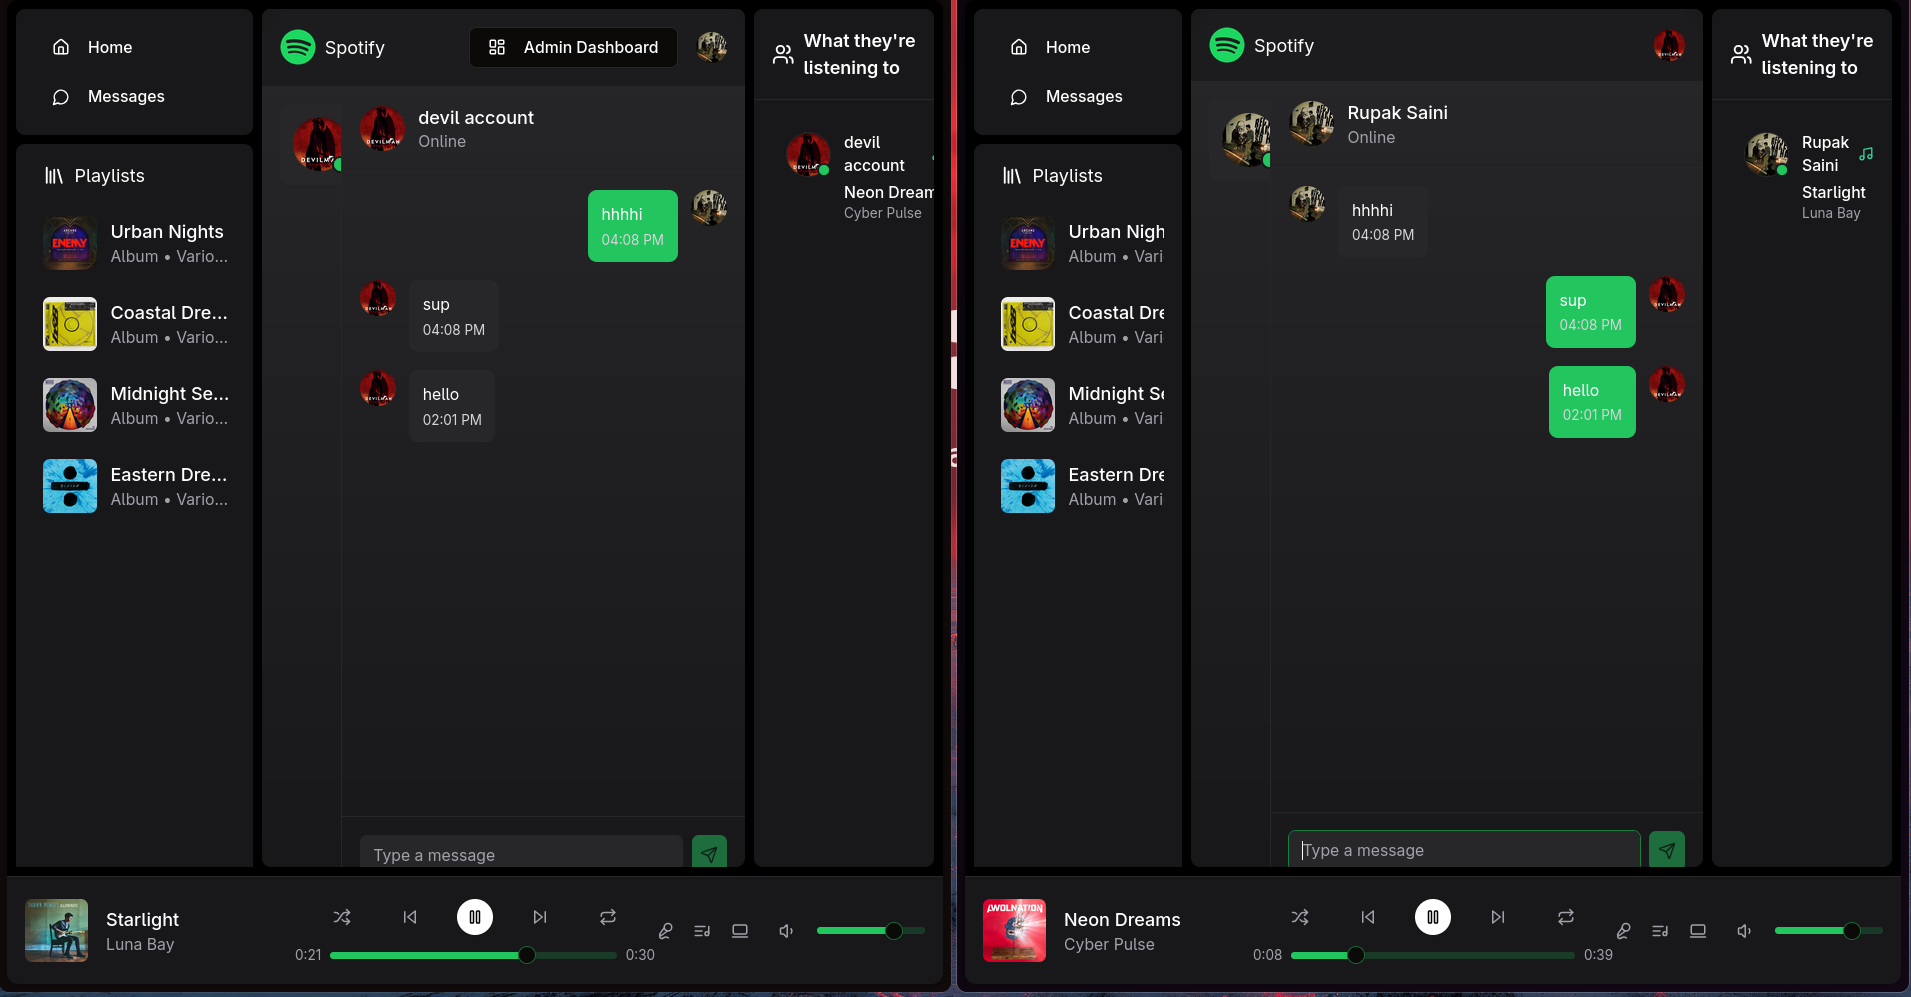 Home
Messages
Playlists
Urban Nights
Album • Vario...
Coastal Dre...
Album • Vario...
Midnight Se...
Album • Vario...
Eastern Dre...
Album • Vario...
Spotify
Admin Dashboard
devil account
Online
hhhhi
04:08 PM
sup
04:08 PM
hello
02:01 PM
Type a message
What they're
listening to
devil
account
Neon Dream
Cyber Pulse
Starlight
Luna Bay
0:21
0:30
Home
Messages
Playlists
Urban Nigh
Album • Vari
Coastal Dre
Album • Vari
Midnight Se
Album • Vari
Eastern Dre
Album • Vari
Spotify
Rupak Saini
Online
hhhhi
04:08 PM
sup
04:08 PM
hello
02:01 PM
Type a message
What they're
listening to
Rupak
Saini
Starlight
Luna Bay
AWOLNATION
Neon Dreams
Cyber Pulse
0:08
0:39
ENEMY
ENEMY
DEVILMAN